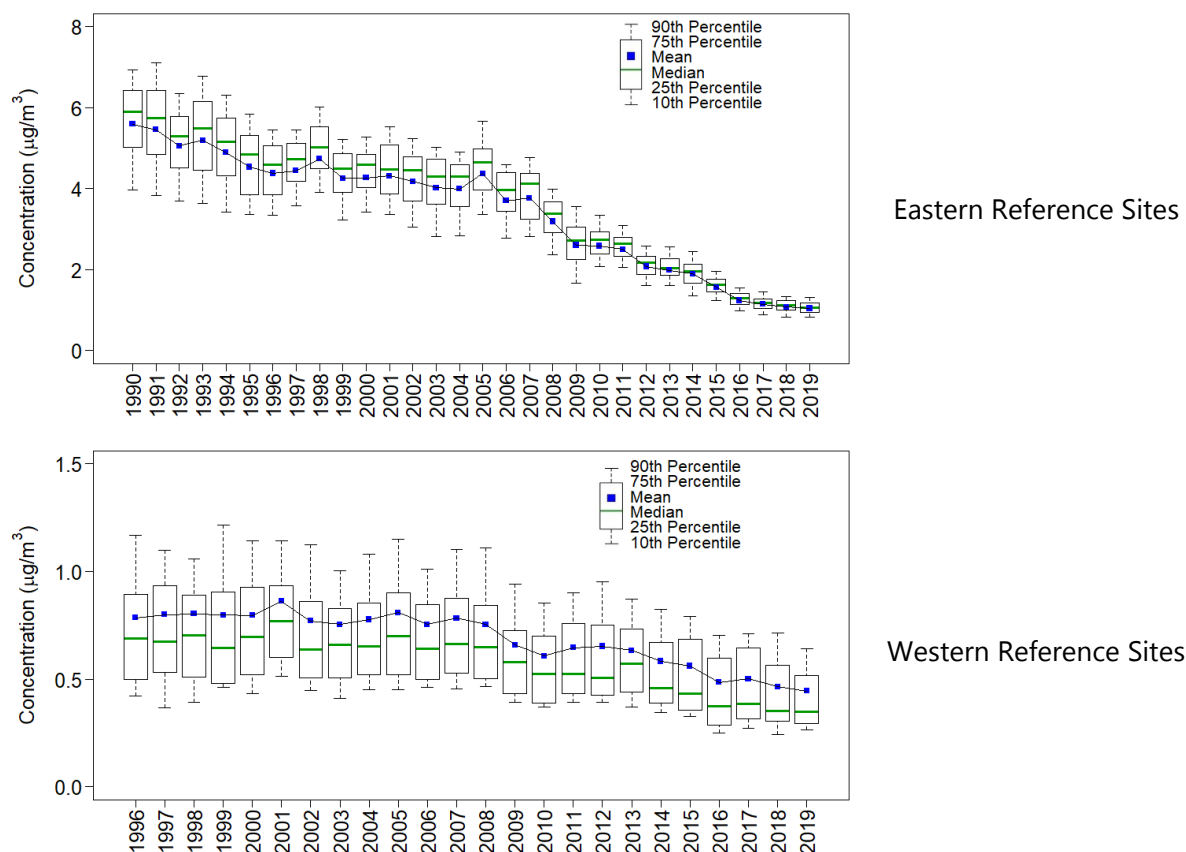 8
6
4
2
0
Concentration (μg/m³)
90th Percentile
75th Percentile
Mean
Median
25th Percentile
10th Percentile
Eastern Reference Sites
1990 1991 1992 1993 1994 1995 1996 1997 1998 1999 2000 2001 2002 2003 2004 2005 2006 2007 2008 2009 2010 2011 2012 2013 2014 2015 2016 2017 2018 2019
1.5
1.0
0.5
0.0
Concentration (μg/m³)
90th Percentile
75th Percentile
Mean
Median
25th Percentile
10th Percentile
Western Reference Sites
1996 1997 1998 1999 2000 2001 2002 2003 2004 2005 2006 2007 2008 2009 2010 2011 2012 2013 2014 2015 2016 2017 2018 2019